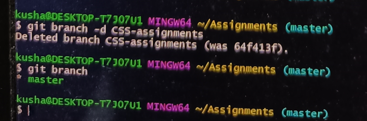 kusha@DESKTOP-T7J07U1 MINGW64 ~/Assignments (master)
$ git branch -d CSS-assignments
Deleted branch CSS-assignments (was 64f413f).
kusha@DESKTOP-T7J07U1 MINGW64 ~/Assignments (master)
$ git branch
* master
kusha@DESKTOP-T7J07U1 MINGW64 ~/Assignments (master)
$